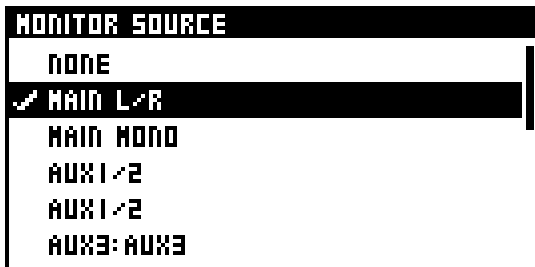 MONITOR SOURCE
NONE
MAIN L/R
MAIN MONO
AUX1/2
AUX1/2
AUX3:AUX3